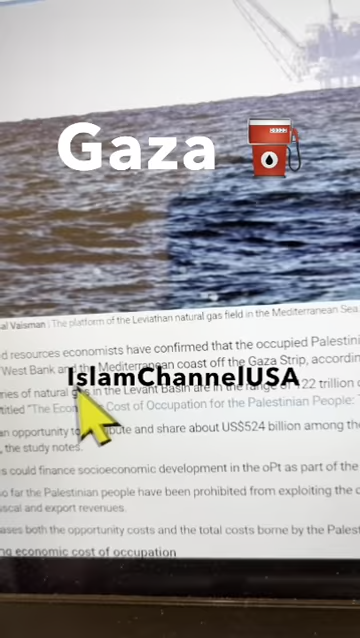 Gaza
Vaisman | The platform of the Leviathan natural gas field in the Mediterranean Sea.
resources economists have confirmed that the occupied Palestini
West Bank and the Mediterranean coast off the Gaza Strip, accordin
IslamChannelUSA
ries of natural gas in the Levant Basin are in the range of 122 trillion c
titled "The Econ Cost of Occupation for the Palestinian People:
an opportunity to bute and share about US$524 billion among the
, the study notes.
s could finance socioeconomic development in the oPt as part of the
so far the Palestinian people have been prohibited from exploiting the
iscal and export revenues.
ases both the opportunity costs and the total costs borne by the Palest
ng economic cost of occupation